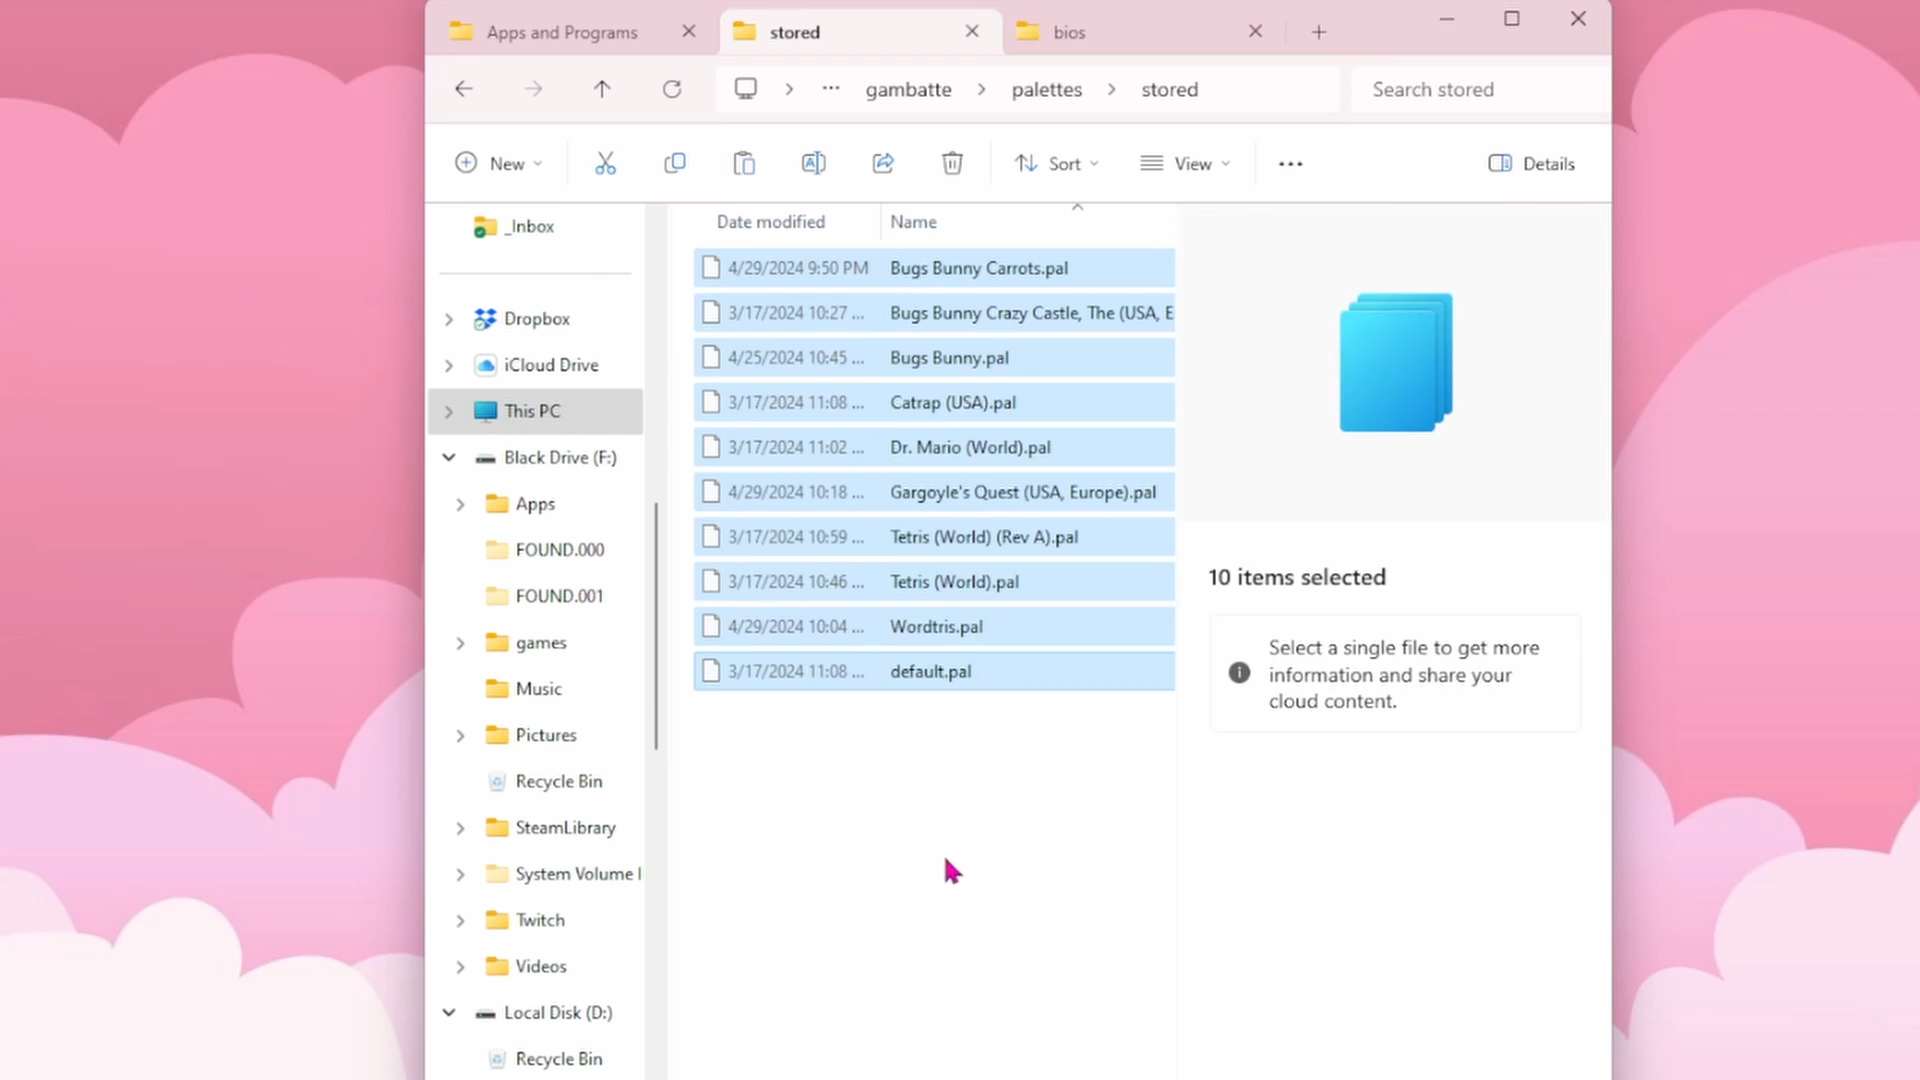 Apps and Programs
stored
bios
gambatte
palettes
stored
Search stored
New
Sort
View
Details
_Inbox
Dropbox
iCloud Drive
This PC
Black Drive (F:)
Apps
FOUND.000
FOUND.001
games
Music
Pictures
Recycle Bin
SteamLibrary
System Volume I
Twitch
Videos
Local Disk (D:)
Recycle Bin
Date modified Name
4/29/2024 9:50 PM Bugs Bunny Carrots.pal
3/17/2024 10:27 ... Bugs Bunny Crazy Castle, The (USA, E
4/25/2024 10:45 ... Bugs Bunny.pal
3/17/2024 11:08 ... Catrap (USA).pal
3/17/2024 11:02 ... Dr. Mario (World).pal
4/29/2024 10:18 ... Gargoyle's Quest (USA, Europe).pal
3/17/2024 10:59 ... Tetris (World) (Rev A).pal
3/17/2024 10:46 ... Tetris (World).pal
4/29/2024 10:04 ... Wordtris.pal
3/17/2024 11:08 ... default.pal
10 items selected
Select a single file to get more
information and share your
cloud content.